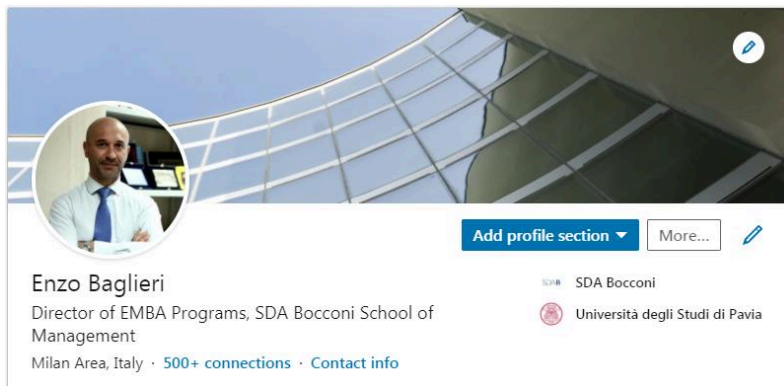 Add profile section
More...
Enzo Baglieri
Director of EMBA Programs, SDA Bocconi School of
Management
Milan Area, Italy · 500+ connections · Contact info
SDA Bocconi
Università degli Studi di Pavia